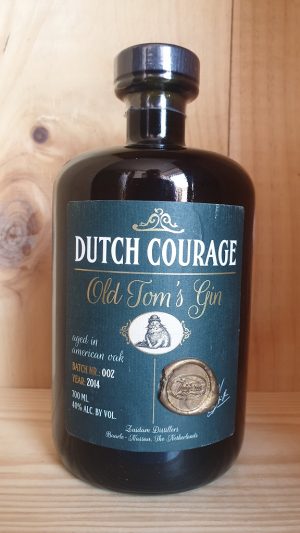 DUTCH COURAGE
Old Tom's Gin
aged in
american oak
BATCH NR.: 002
YEAR: 2014
700 ML
40% ALC. BY VOL.
Zuidam Distillers
Baarle-Nassau, The Netherlands